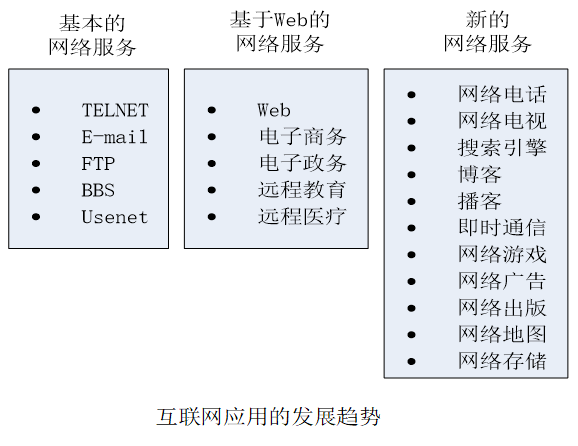 基本的
网络服务
TELNET
E-mail
FTP
BBS
Usenet
基于Web的
网络服务
Web
电子商务
电子政务
远程教育
远程医疗
新的
网络服务
网络电话
网络电视
搜索引擎
博客
播客
即时通信
网络游戏
网络广告
网络出版
网络地图
网络存储
互联网应用的发展趋势